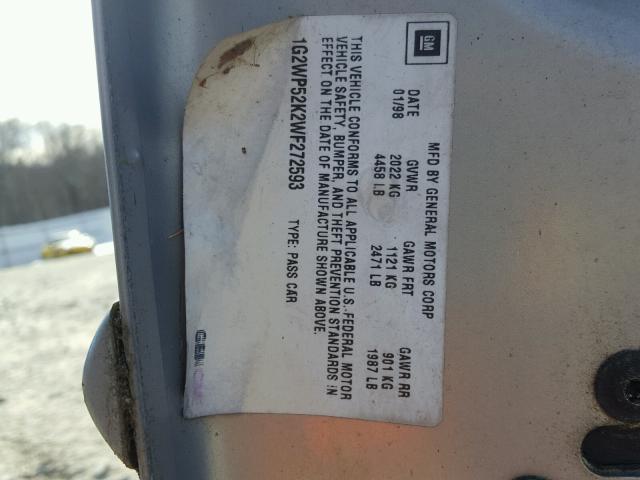 GM
MFD BY GENERAL MOTORS CORP
DATE GVWR GAWR FRT GAWR RR
01/98 2022 KG 1121 KG 901 KG
4458 LB 2471 LB 1987 LB
THIS VEHICLE CONFORMS TO ALL APPLICABLE U.S. FEDERAL MOTOR
VEHICLE SAFETY, BUMPER, AND THEFT PREVENTION STANDARDS IN
EFFECT ON THE DATE OF MANUFACTURE SHOWN ABOVE.
1G2WP52K2WF272593 TYPE: PASS CAR